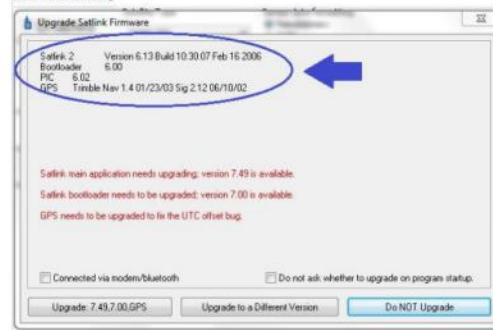 Upgrade Satlink Firmware
Satlink 2 Version 6.13 Build 10:30:07 Feb 16 2006
Bootloader 6.00
PIC 6.02
GPS Trimble Nav 1.4 01/23/03 Sig 2.12 06/10/02
Satlink main application needs upgrading; version 7.49 is available.
Satlink bootloader needs to be upgraded; version 7.00 is available.
GPS needs to be upgraded to fix the UTC offset bug.
Connected via modem/bluetooth Do not ask whether to upgrade on program startup.
Upgrade: 7.49,7.00,GPS Upgrade to a Different Version Do NOT Upgrade